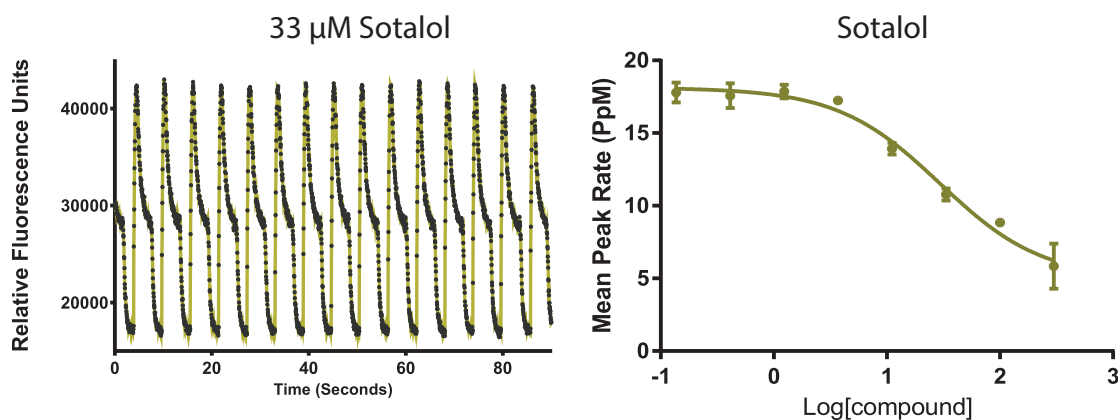 33 µM Sotalol
Relative Fluorescence Units
40000
30000
20000
0 20 40 60 80
Time (Seconds)
Sotalol
Mean Peak Rate (PpM)
20
15
10
5
0
-1 0 1 2 3
Log[compound]